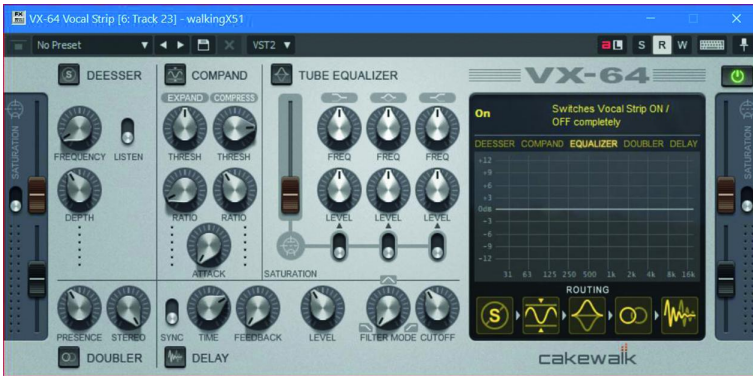 VX-64 Vocal Strip [6: Track 23] - walkingX51
No Preset VST2 S R W
DEESSER COMPAND TUBE EQUALIZER VX-64
EXPAND COMPRESS
On Switches Vocal Strip ON /
OFF completely
SATURATION
FREQUENCY LISTEN THRESH THRESH FREQ FREQ FREQ
SATURATION
DEESSER COMPAND EQUALIZER DOUBLER DELAY
+12
+9
+6
+3
0dB
-3
-6
-9
-12
DEPTH RATIO RATIO LEVEL LEVEL LEVEL
ATTACK SATURATION
31 63 125 250 500 1k 2k 4k 8k 16k
ROUTING
PRESENCE STEREO SYNC TIME FEEDBACK LEVEL FILTER MODE CUTOFF
DOUBLER DELAY
cakewalk